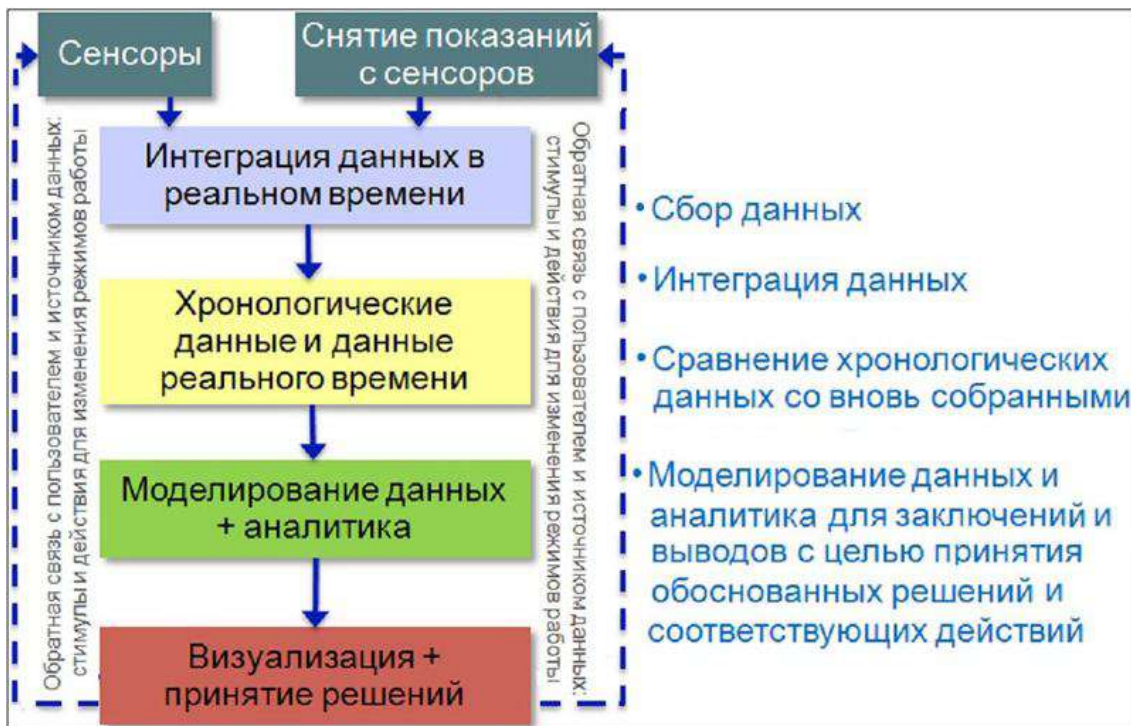 Сенсоры
Снятие показаний
с сенсоров
Интеграция данных в
реальном времени
Хронологические
данные и данные
реального времени
Моделирование данных
+ аналитика
Визуализация +
принятие решений
Обратная связь с пользователем и источником данных:
стимулы и действия для изменения режимов работы
Обратная связь с пользователем и источником данных:
стимулы и действия для изменения режимов работы
• Сбор данных
• Интеграция данных
• Сравнение хронологических
данных со вновь собранными
• Моделирование данных и
аналитика для заключений и
выводов с целью принятия
обоснованных решений и
соответствующих действий